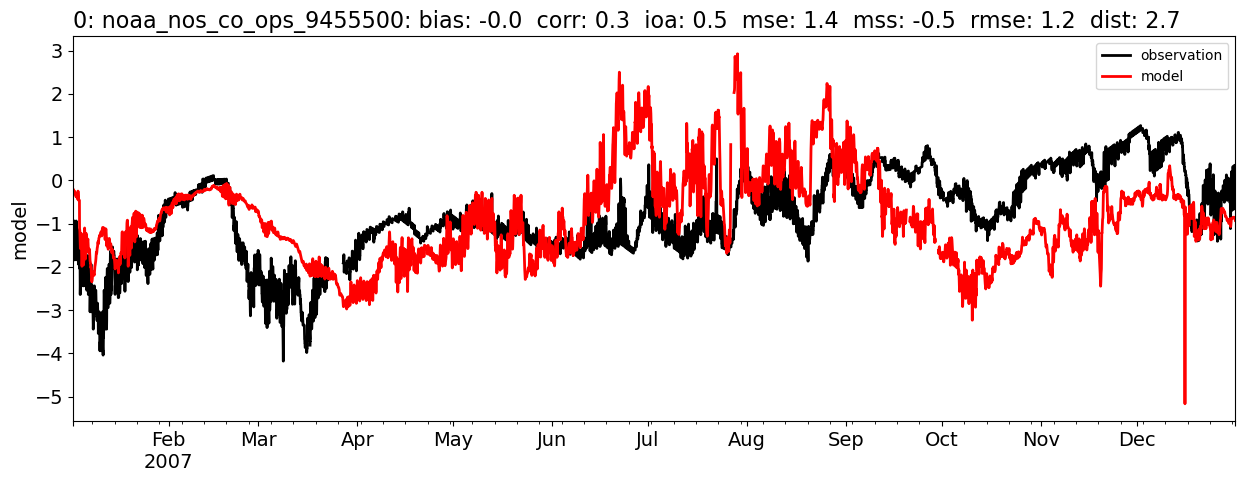 0: noaa_nos_co_ops_9455500: bias: -0.0  corr: 0.3  ioa: 0.5  mse: 1.4  mss: -0.5  rmse: 1.2  dist: 2.7
observation
model
3
2
1
0
−1
−2
−3
−4
−5
model
Feb Mar Apr May Jun Jul Aug Sep Oct Nov Dec
2007